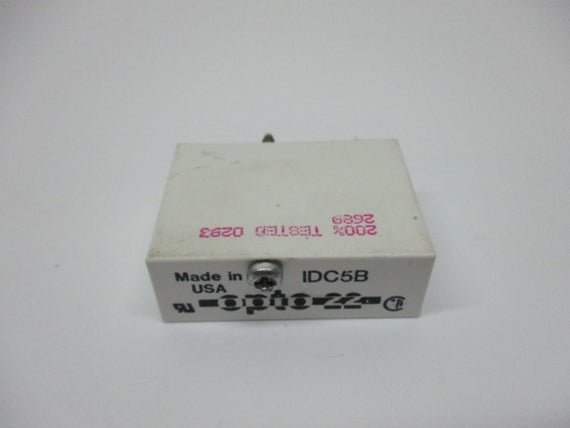 200% TESTED 0293
2689
Made in
USA
IDC5B
opto 22